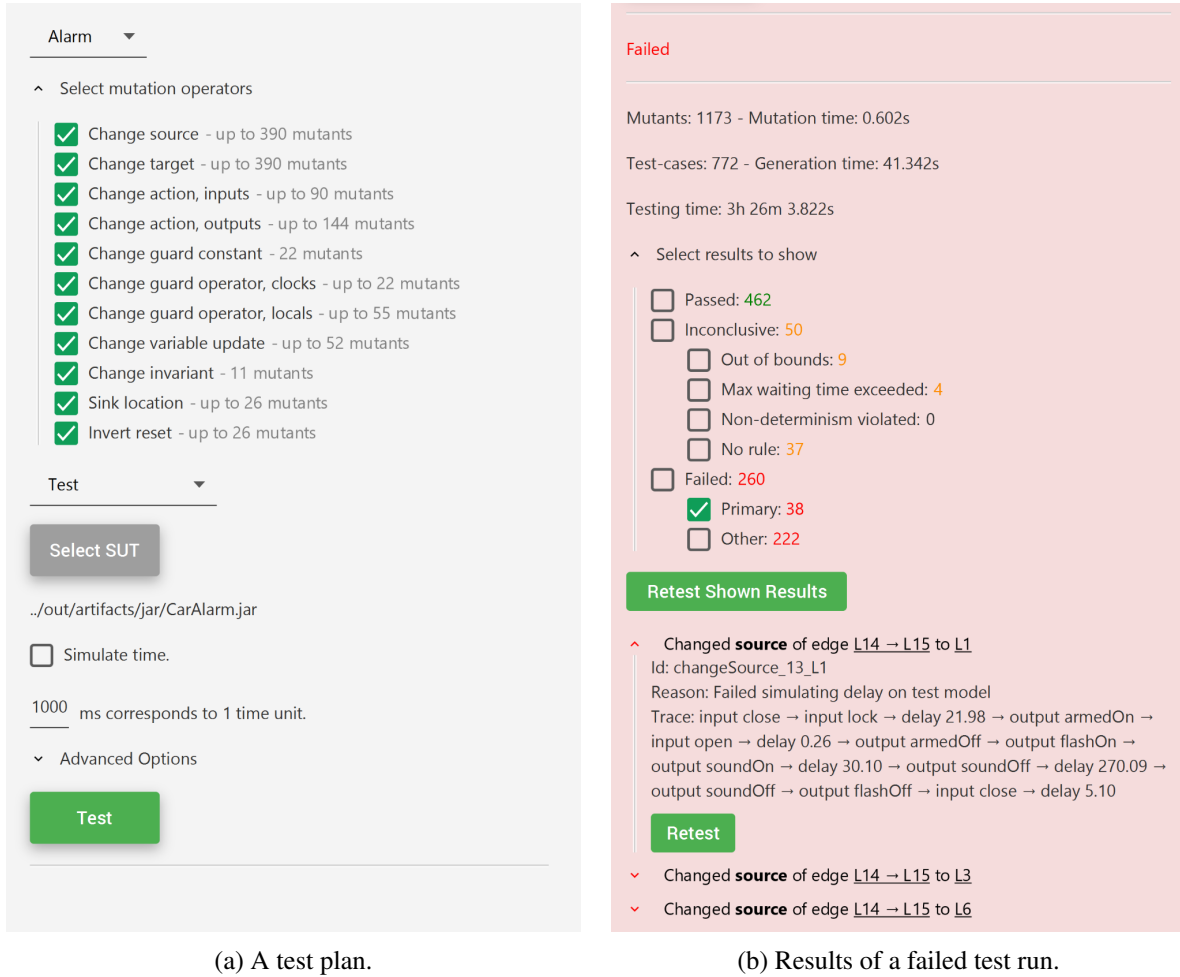 Alarm
Select mutation operators
Change source - up to 390 mutants
Change target - up to 390 mutants
Change action, inputs - up to 90 mutants
Change action, outputs - up to 144 mutants
Change guard constant - 22 mutants
Change guard operator, clocks - up to 22 mutants
Change guard operator, locals - up to 55 mutants
Change variable update - up to 52 mutants
Change invariant - 11 mutants
Sink location - up to 26 mutants
Invert reset - up to 26 mutants
Test
Select SUT
../out/artifacts/jar/CarAlarm.jar
Simulate time.
1000 ms corresponds to 1 time unit.
Advanced Options
Test
(a) A test plan.
Failed
Mutants: 1173 - Mutation time: 0.602s
Test-cases: 772 - Generation time: 41.342s
Testing time: 3h 26m 3.822s
Select results to show
Passed: 462
Inconclusive: 50
Out of bounds: 9
Max waiting time exceeded: 4
Non-determinism violated: 0
No rule: 37
Failed: 260
Primary: 38
Other: 222
Retest Shown Results
Changed source of edge L14 → L15 to L1
Id: changeSource_13_L1
Reason: Failed simulating delay on test model
Trace: input close → input lock → delay 21.98 → output armedOn →
input open → delay 0.26 → output armedOff → output flashOn →
output soundOn → delay 30.10 → output soundOff → delay 270.09 →
output soundOff → output flashOff → input close → delay 5.10
Retest
Changed source of edge L14 → L15 to L3
Changed source of edge L14 → L15 to L6
(b) Results of a failed test run.